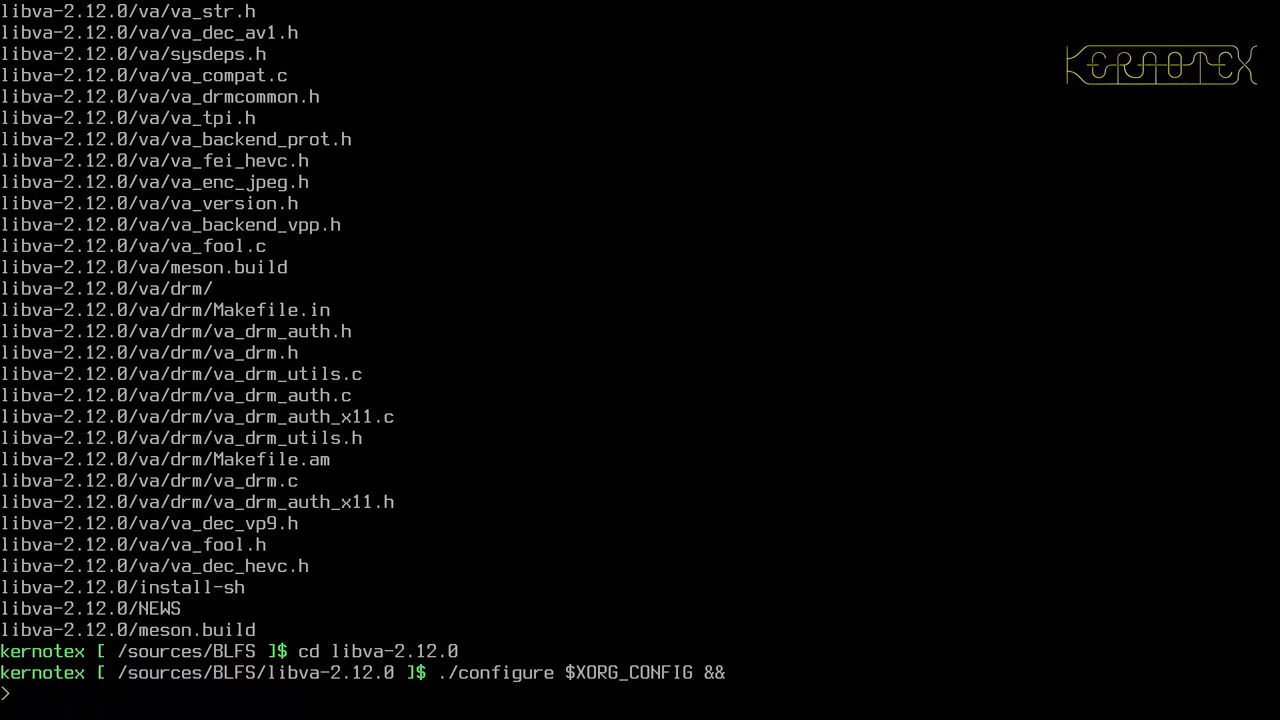 libva-2.12.0/va/va_str.h
KERNOTEX
libva-2.12.0/va/va_dec_av1.h
libva-2.12.0/va/sysdeps.h
libva-2.12.0/va/va_compat.c
libva-2.12.0/va/va_drmcommon.h
libva-2.12.0/va/va_tpi.h
libva-2.12.0/va/va_backend_prot.h
libva-2.12.0/va/va_fei_hevc.h
libva-2.12.0/va/va_enc_jpeg.h
libva-2.12.0/va/va_version.h
libva-2.12.0/va/va_backend_vpp.h
libva-2.12.0/va/va_fool.c
libva-2.12.0/va/meson.build
libva-2.12.0/va/drm/
libva-2.12.0/va/drm/Makefile.in
libva-2.12.0/va/drm/va_drm_auth.h
libva-2.12.0/va/drm/va_drm.h
libva-2.12.0/va/drm/va_drm_utils.c
libva-2.12.0/va/drm/va_drm_auth.c
libva-2.12.0/va/drm/va_drm_auth_x11.c
libva-2.12.0/va/drm/va_drm_utils.h
libva-2.12.0/va/drm/Makefile.am
libva-2.12.0/va/drm/va_drm.c
libva-2.12.0/va/drm/va_drm_auth_x11.h
libva-2.12.0/va/va_dec_vp9.h
libva-2.12.0/va/va_fool.h
libva-2.12.0/va/va_dec_hevc.h
libva-2.12.0/install-sh
libva-2.12.0/NEWS
libva-2.12.0/meson.build
kernotex [ /sources/BLFS ]$ cd libva-2.12.0
kernotex [ /sources/BLFS/libva-2.12.0 ]$ ./configure $XORG_CONFIG &&
>